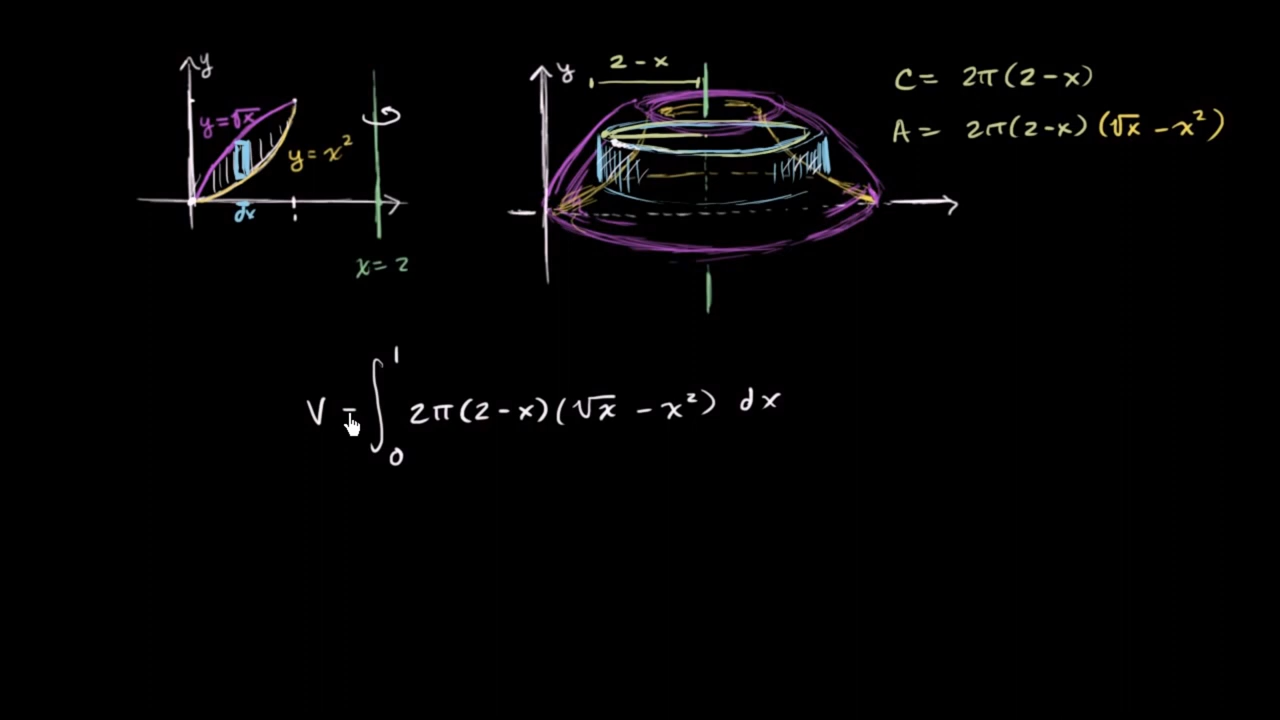 y
y = √x
y = x²
dx
x = 2
2 - x
y
C = 2π(2-x)
A = 2π(2-x)(√x - x²)
V = ∫₀¹ 2π(2-x)(√x - x²) dx